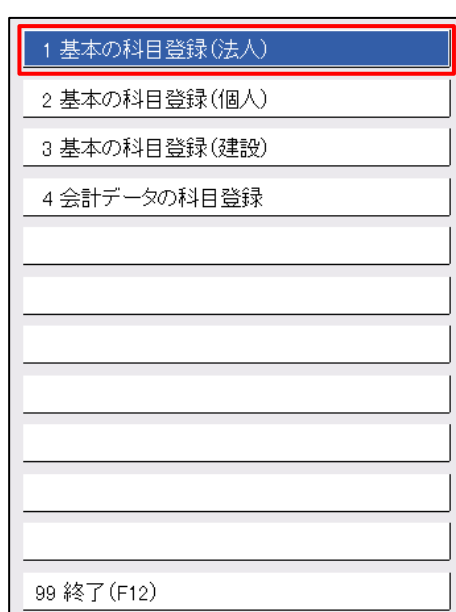 1 基本の科目登録(法人)
2 基本の科目登録(個人)
3 基本の科目登録(建設)
4 会計データの科目登録
99 終了(F12)